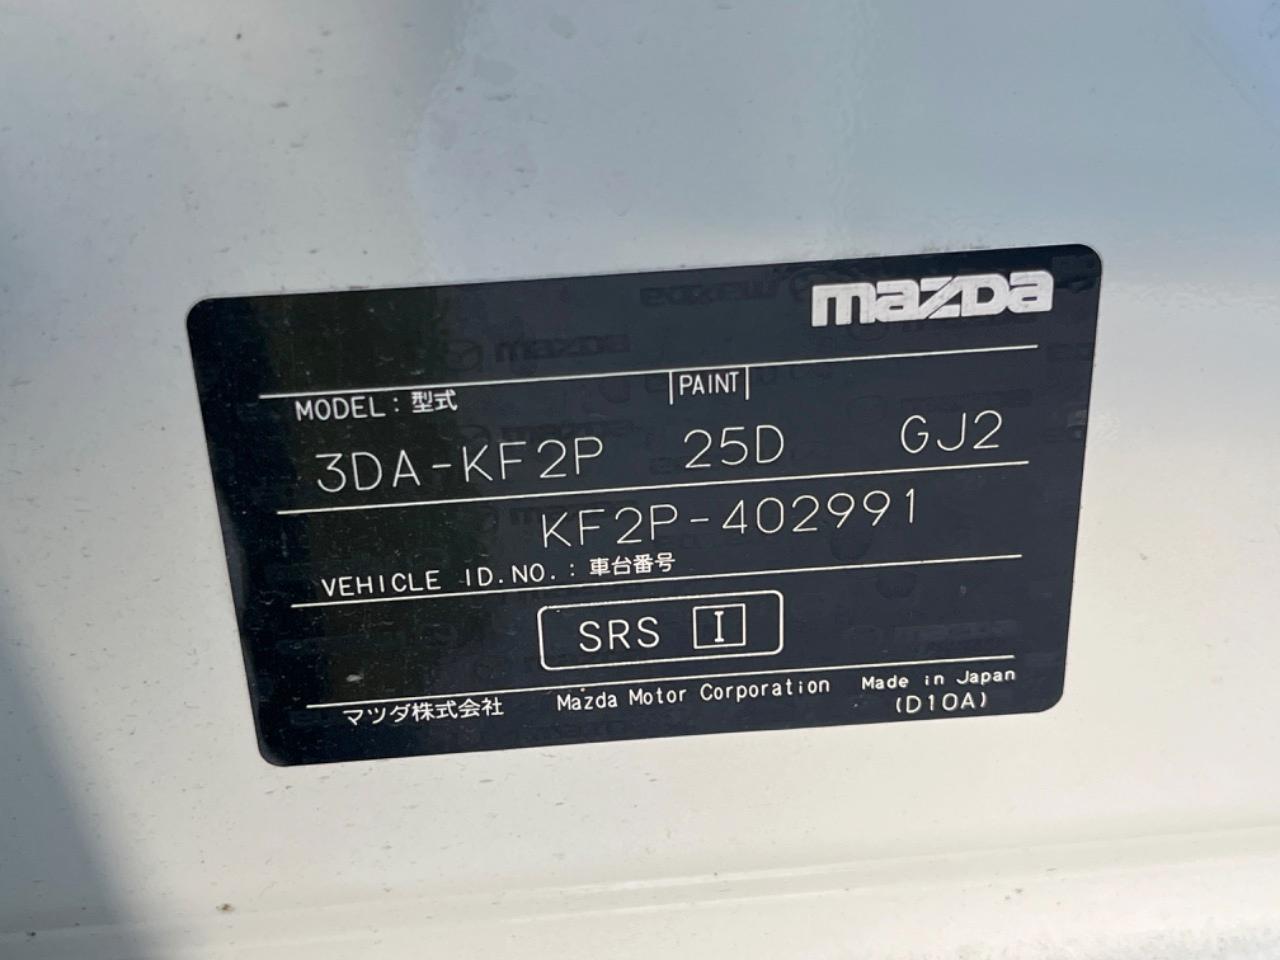 mazda
MODEL: 型式 PAINT
3DA-KF2P 25D GJ2
KF2P-402991
VEHICLE ID.NO.: 車台番号
SRS I
マツダ株式会社 Mazda Motor Corporation Made in Japan
(D10A)